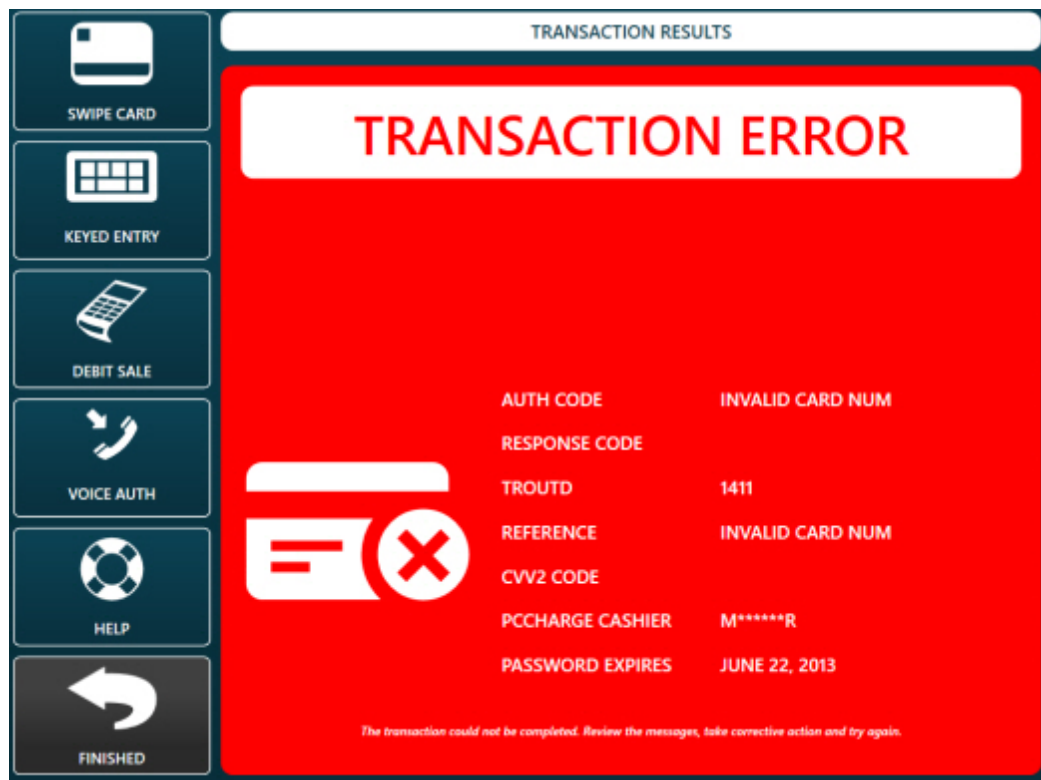 TRANSACTION RESULTS
SWIPE CARD
KEYED ENTRY
DEBIT SALE
VOICE AUTH
HELP
FINISHED
TRANSACTION ERROR
AUTH CODE INVALID CARD NUM
RESPONSE CODE
TROUTD 1411
REFERENCE INVALID CARD NUM
CVV2 CODE
PCCHARGE CASHIER M******R
PASSWORD EXPIRES JUNE 22, 2013
The transaction could not be completed. Review the messages, take corrective action and try again.